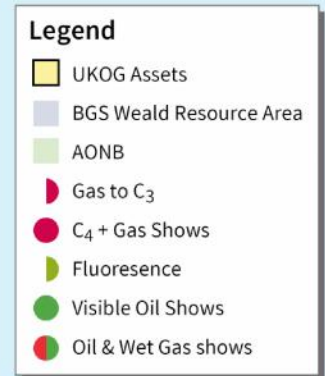 Legend
UKOG Assets
BGS Weald Resource Area
AONB
Gas to C₃
C₄ + Gas Shows
Fluoresence
Visible Oil Shows
Oil & Wet Gas shows